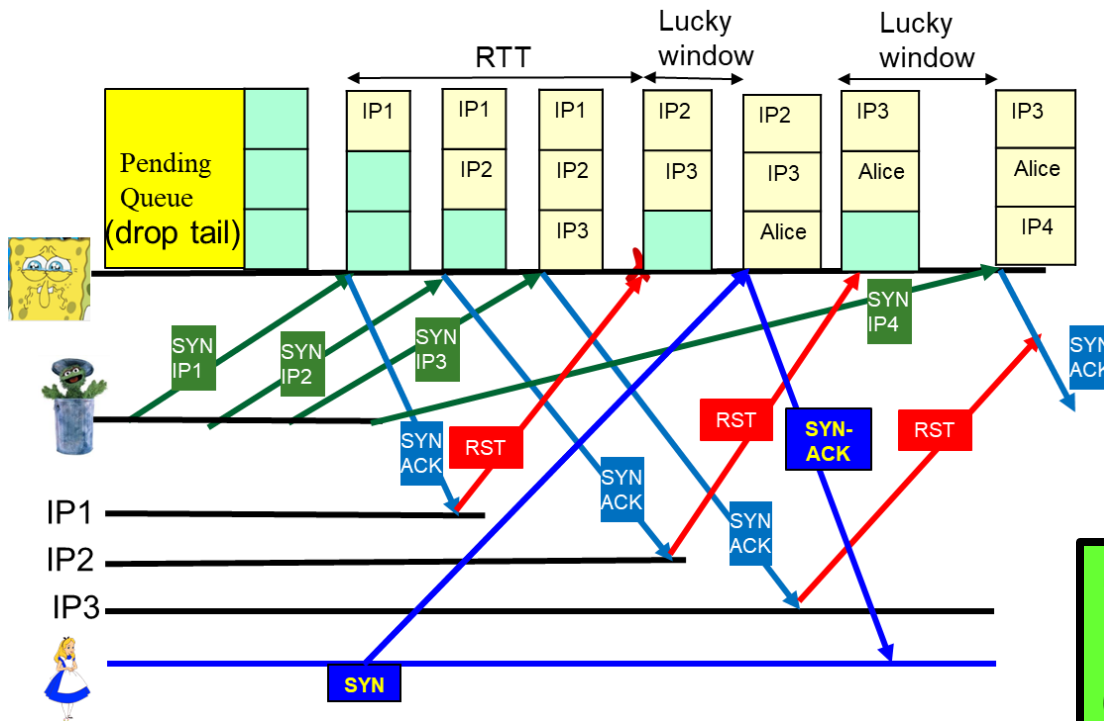 RTT
Lucky
window
Lucky
window
Pending
Queue
(drop tail)
IP1
IP1
IP2
IP1
IP2
IP3
IP2
IP3
IP2
IP3
Alice
IP3
Alice
IP3
Alice
IP4
SYN
IP1
SYN
IP2
SYN
IP3
SYN
IP4
SYN
ACK
RST
SYN
ACK
SYN
ACK
RST
SYN-
ACK
RST
SYN
ACK
IP1
IP2
IP3
SYN